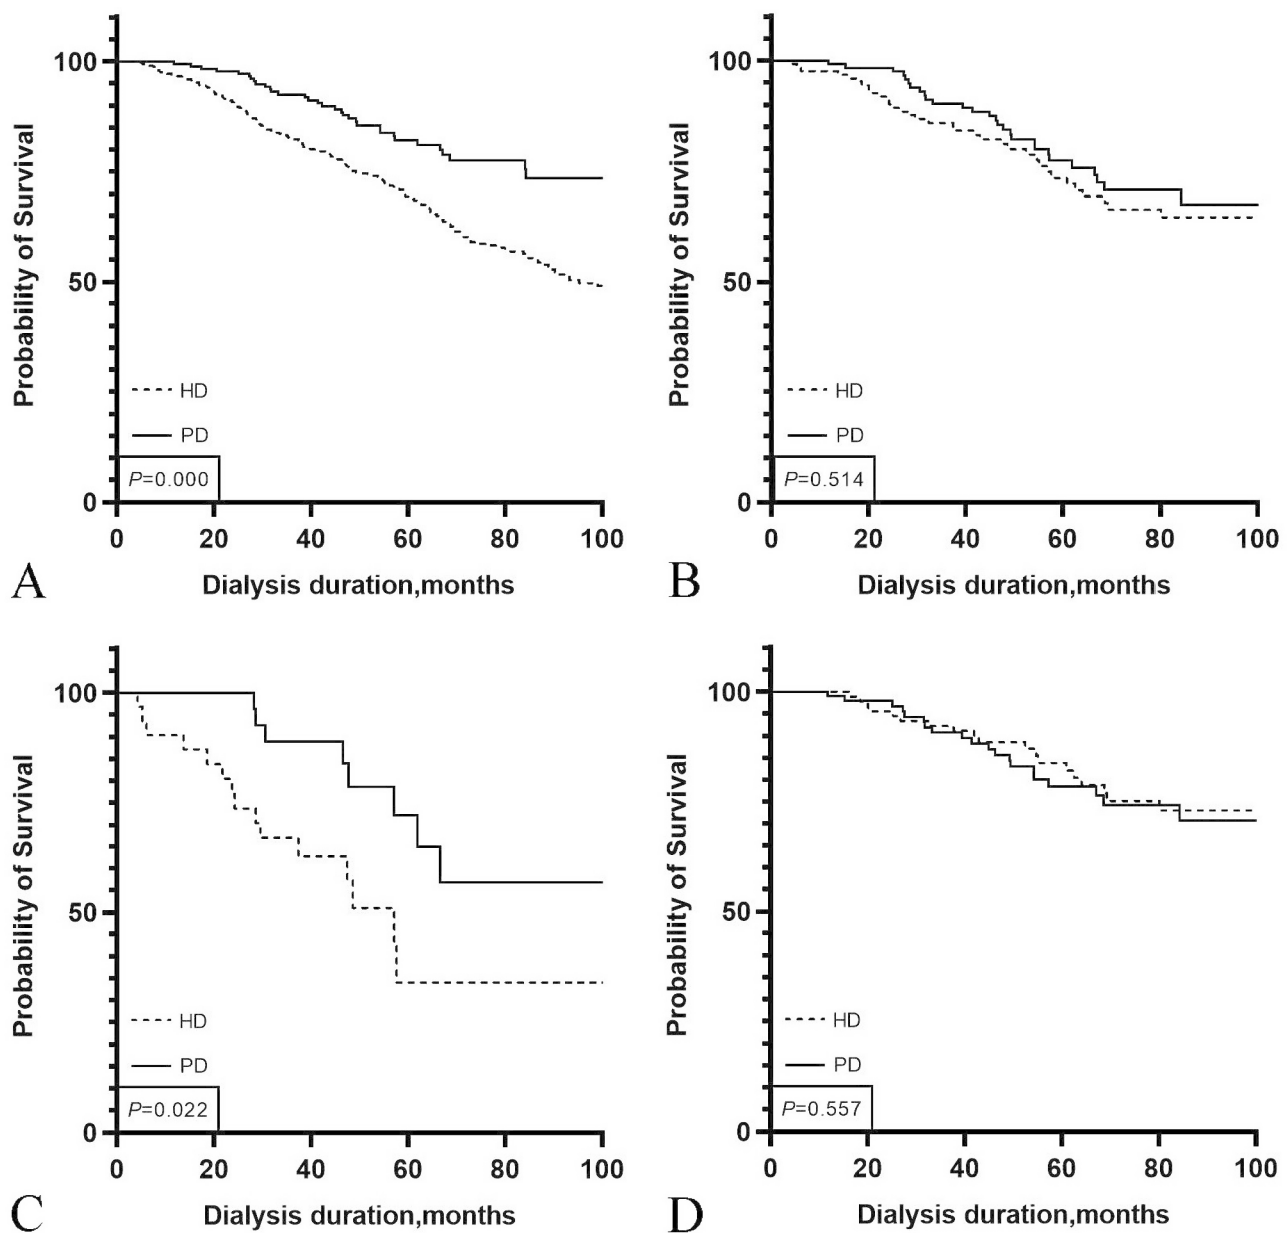 Probability of Survival
100
50
0
HD
PD
P=0.000
0 20 40 60 80 100
Dialysis duration,months
A
Probability of Survival
100
50
0
HD
PD
P=0.514
0 20 40 60 80 100
Dialysis duration,months
B
Probability of Survival
100
50
0
HD
PD
P=0.022
0 20 40 60 80 100
Dialysis duration,months
C
Probability of Survival
100
50
0
HD
PD
P=0.557
0 20 40 60 80 100
Dialysis duration,months
D